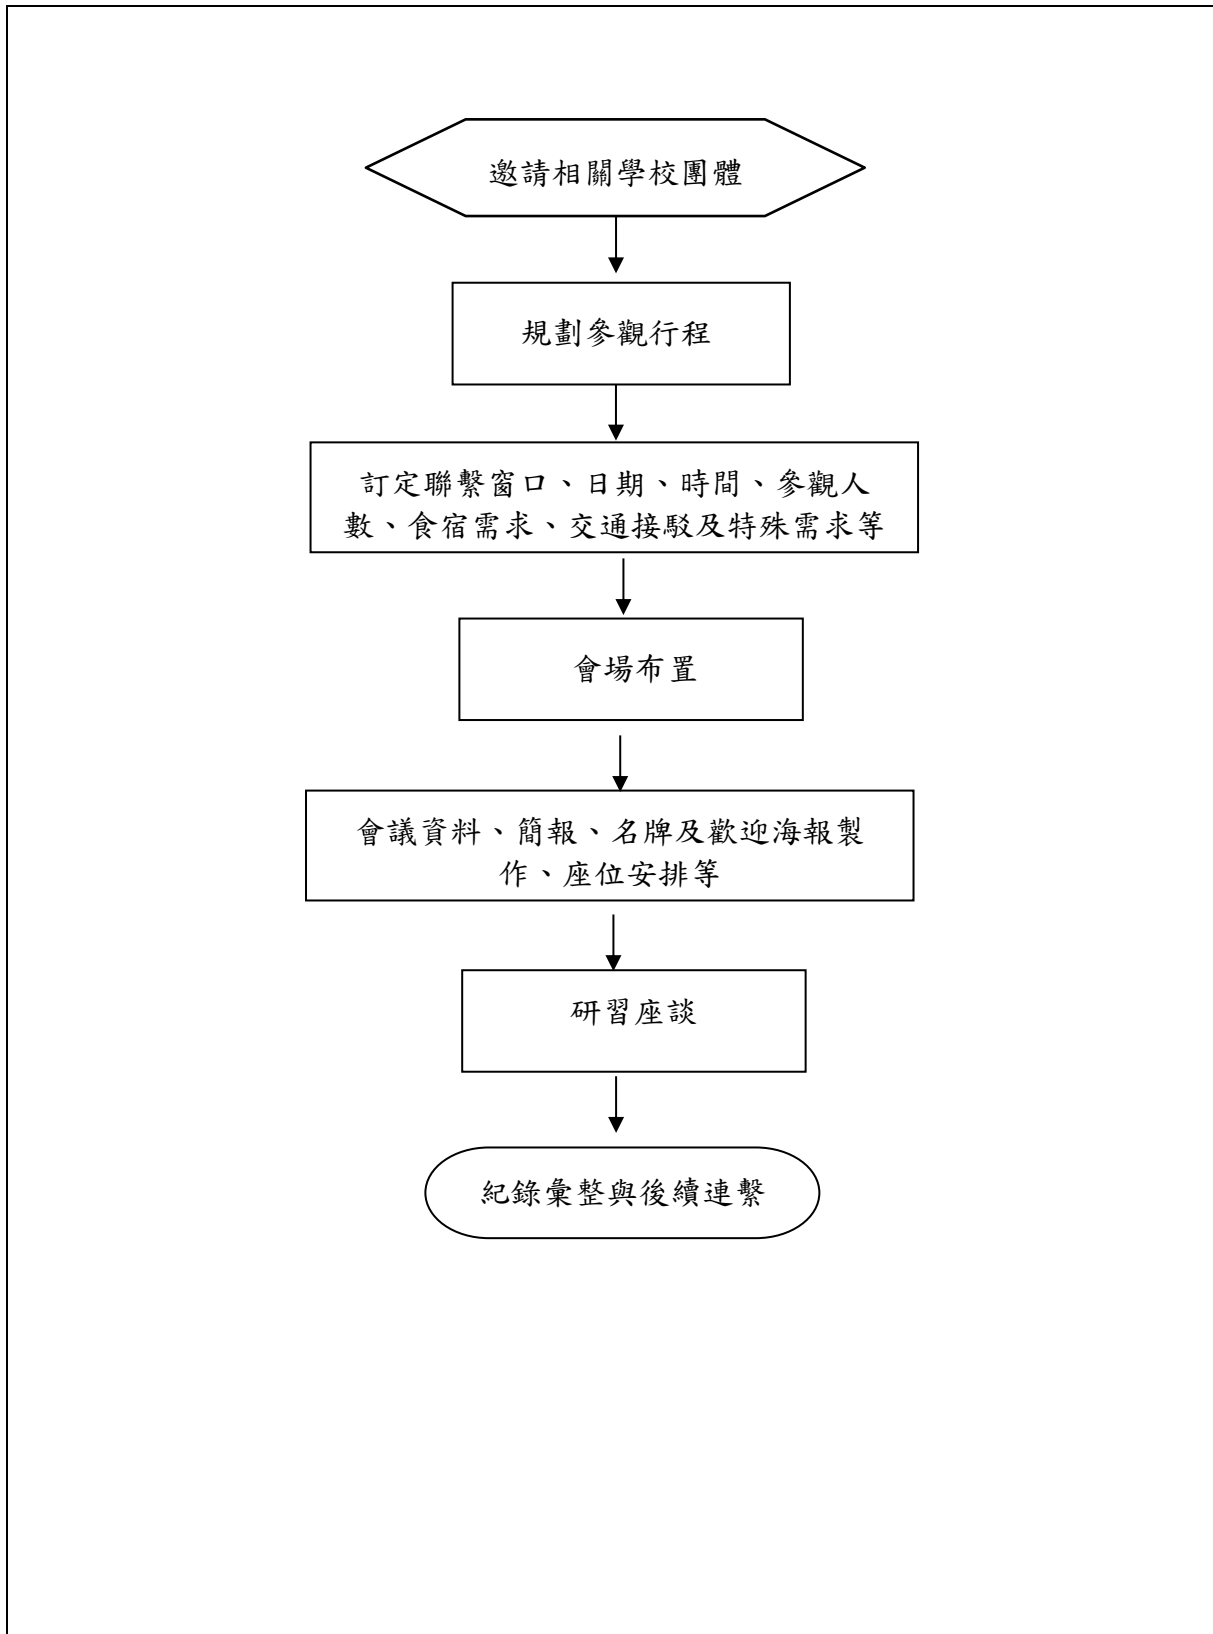 邀請相關學校團體
規劃參觀行程
訂定聯繫窗口、日期、時間、參觀人
數、食宿需求、交通接駁及特殊需求等
會場布置
會議資料、簡報、名牌及歡迎海報製
作、座位安排等
研習座談
紀錄彙整與後續連繫